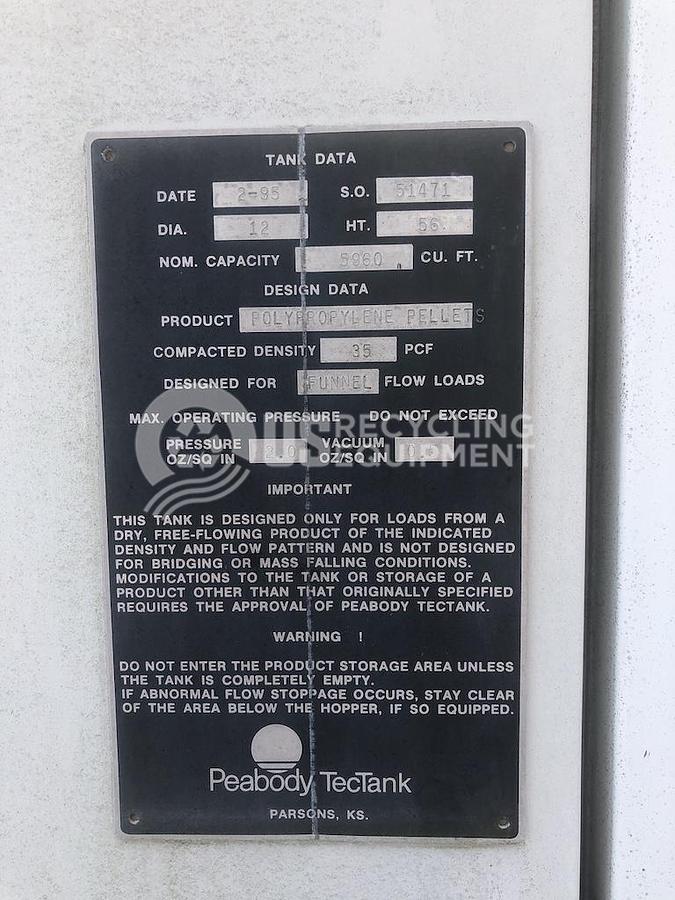 TANK DATA
DATE 2-95 S.O. 51471
DIA. 12 HT. 56
NOM. CAPACITY 5960 CU. FT.
DESIGN DATA
PRODUCT POLYPROPYLENE PELLETS
COMPACTED DENSITY 35 PCF
DESIGNED FOR FUNNEL FLOW LOADS
MAX. OPERATING PRESSURE DO NOT EXCEED
PRESSURE OZ/SQ IN 2.0 VACUUM OZ/SQ IN
US RECYCLING EQUIPMENT
IMPORTANT
THIS TANK IS DESIGNED ONLY FOR LOADS FROM A
DRY, FREE-FLOWING PRODUCT OF THE INDICATED
DENSITY AND FLOW PATTERN AND IS NOT DESIGNED
FOR BRIDGING OR MASS FALLING CONDITIONS.
MODIFICATIONS TO THE TANK OR STORAGE OF A
PRODUCT OTHER THAN THAT ORIGINALLY SPECIFIED
REQUIRES THE APPROVAL OF PEABODY TECTANK.
WARNING !
DO NOT ENTER THE PRODUCT STORAGE AREA UNLESS
THE TANK IS COMPLETELY EMPTY.
IF ABNORMAL FLOW STOPPAGE OCCURS, STAY CLEAR
OF THE AREA BELOW THE HOPPER, IF SO EQUIPPED.
Peabody TecTank
PARSONS, KS.